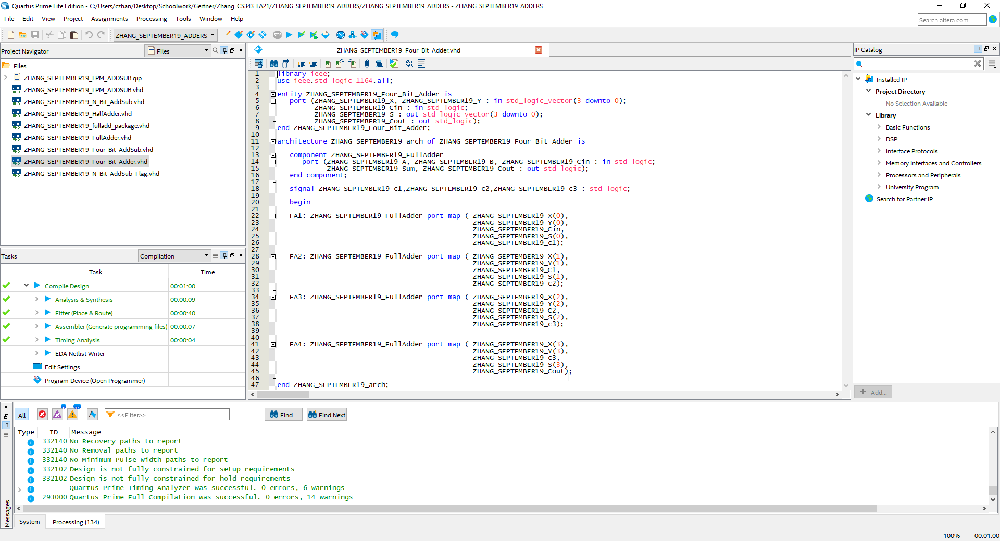 Quartus Prime Lite Edition - C:/Users/czhan/Desktop/Schoolwork/Gertner/Zhang_CS343_FA21/ZHANG_SEPTEMBER19_ADDERS/ZHANG_SEPTEMBER19_ADDERS - ZHANG_SEPTEMBER19_ADDERS
File Edit View Project Assignments Processing Tools Window Help
Search altera.com
ZHANG_SEPTEMBER19_ADDERS
STOP
Project Navigator
Files
Files
ZHANG_SEPTEMBER19_LPM_ADDSUB.qip
ZHANG_SEPTEMBER19_LPM_ADDSUB.vhd
ZHANG_SEPTEMBER19_N_Bit_AddSub.vhd
ZHANG_SEPTEMBER19_HalfAdder.vhd
ZHANG_SEPTEMBER19_fulladd_package.vhd
ZHANG_SEPTEMBER19_FullAdder.vhd
ZHANG_SEPTEMBER19_Four_Bit_AddSub.vhd
ZHANG_SEPTEMBER19_Four_Bit_Adder.vhd
ZHANG_SEPTEMBER19_N_Bit_AddSub_Flag.vhd
Tasks
Compilation
Task Time
Compile Design 00:01:00
Analysis & Synthesis 00:00:09
Fitter (Place & Route) 00:00:40
Assembler (Generate programming files) 00:00:07
Timing Analysis 00:00:04
EDA Netlist Writer
Edit Settings
Program Device (Open Programmer)
ZHANG_SEPTEMBER19_Four_Bit_Adder.vhd
267
268
1 library ieee;
2 use ieee.std_logic_1164.all;
3
4 entity ZHANG_SEPTEMBER19_Four_Bit_Adder is
5 port (ZHANG_SEPTEMBER19_X, ZHANG_SEPTEMBER19_Y : in std_logic_vector(3 downto 0);
6 ZHANG_SEPTEMBER19_Cin : in std_logic;
7 ZHANG_SEPTEMBER19_S : out std_logic_vector(3 downto 0);
8 ZHANG_SEPTEMBER19_Cout : out std_logic);
9 end ZHANG_SEPTEMBER19_Four_Bit_Adder;
10
11 architecture ZHANG_SEPTEMBER19_arch of ZHANG_SEPTEMBER19_Four_Bit_Adder is
12
13 component ZHANG_SEPTEMBER19_FullAdder
14 port (ZHANG_SEPTEMBER19_A, ZHANG_SEPTEMBER19_B, ZHANG_SEPTEMBER19_Cin : in std_logic;
15 ZHANG_SEPTEMBER19_Sum, ZHANG_SEPTEMBER19_Cout : out std_logic);
16 end component;
17
18 signal ZHANG_SEPTEMBER19_c1,ZHANG_SEPTEMBER19_c2,ZHANG_SEPTEMBER19_c3 : std_logic;
19
20 begin
21
22 FA1: ZHANG_SEPTEMBER19_FullAdder port map ( ZHANG_SEPTEMBER19_X(0),
23 ZHANG_SEPTEMBER19_Y(0),
24 ZHANG_SEPTEMBER19_Cin,
25 ZHANG_SEPTEMBER19_S(0),
26 ZHANG_SEPTEMBER19_c1);
27
28 FA2: ZHANG_SEPTEMBER19_FullAdder port map ( ZHANG_SEPTEMBER19_X(1),
29 ZHANG_SEPTEMBER19_Y(1),
30 ZHANG_SEPTEMBER19_C1,
31 ZHANG_SEPTEMBER19_S(1),
32 ZHANG_SEPTEMBER19_c2);
33
34 FA3: ZHANG_SEPTEMBER19_FullAdder port map ( ZHANG_SEPTEMBER19_X(2),
35 ZHANG_SEPTEMBER19_Y(2),
36 ZHANG_SEPTEMBER19_C2,
37 ZHANG_SEPTEMBER19_S(2),
38 ZHANG_SEPTEMBER19_c3);
39
40
41 FA4: ZHANG_SEPTEMBER19_FullAdder port map ( ZHANG_SEPTEMBER19_X(3),
42 ZHANG_SEPTEMBER19_Y(3),
43 ZHANG_SEPTEMBER19_c3,
44 ZHANG_SEPTEMBER19_S(3),
45 ZHANG_SEPTEMBER19_Cout);
46
47 end ZHANG_SEPTEMBER19_arch;
IP Catalog
Installed IP
Project Directory
No Selection Available
Library
Basic Functions
DSP
Interface Protocols
Memory Interfaces and Controllers
Processors and Peripherals
University Program
Search for Partner IP
+ Add...
All
<<Filter>>
Find... Find Next
Type ID Message
332140 No Recovery paths to report
332140 No Removal paths to report
332140 No Minimum Pulse Width paths to report
332102 Design is not fully constrained for setup requirements
332102 Design is not fully constrained for hold requirements
Quartus Prime Timing Analyzer was successful. 0 errors, 6 warnings
293000 Quartus Prime Full Compilation was successful. 0 errors, 14 warnings
Messages
System Processing (134)
100% 00:01:00